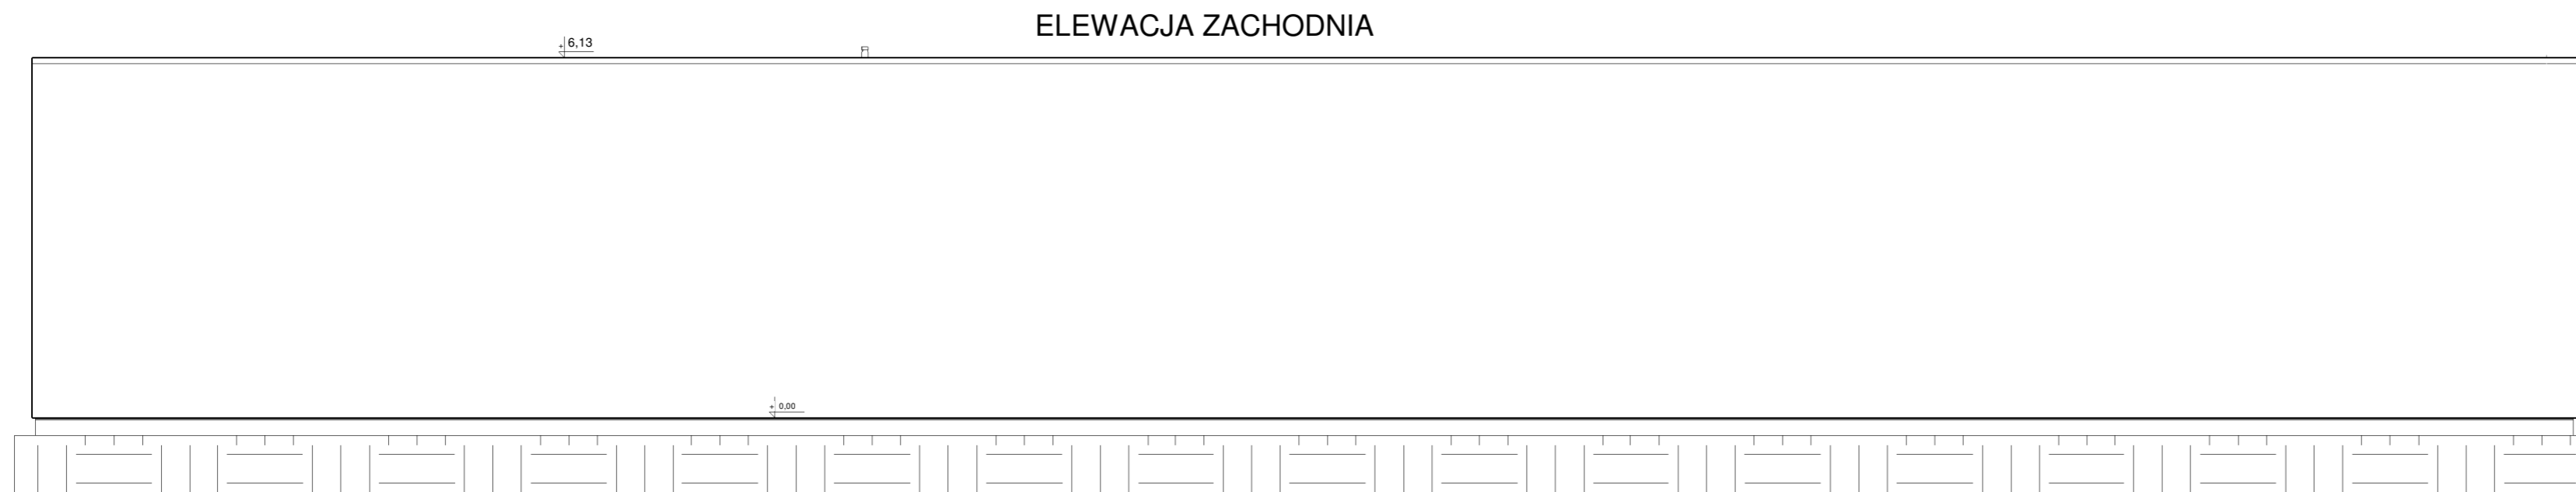 ELEWACJA ZACHODNIA
+ 6,13
+ 0,00